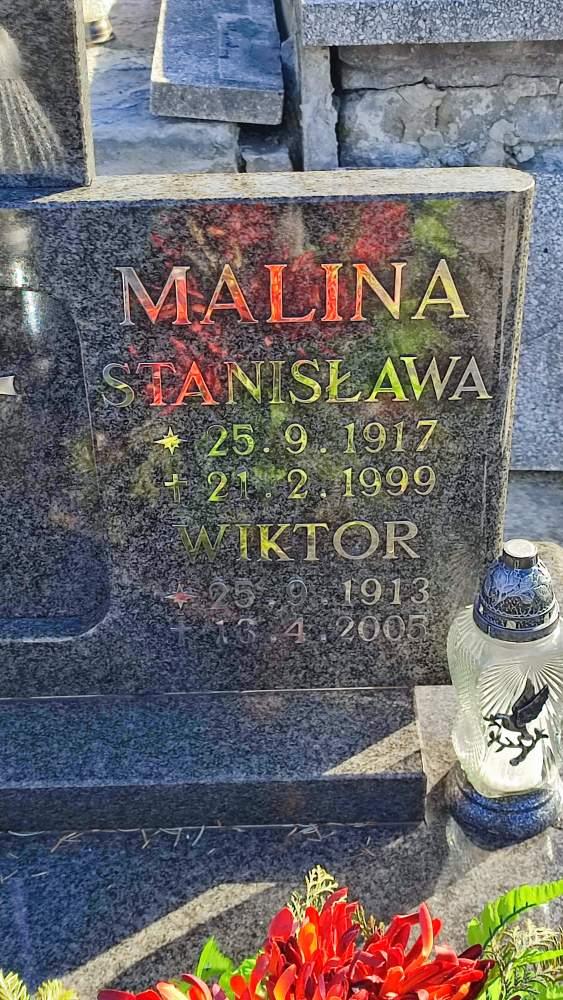 MALINA
STANISŁAWA
* 25.9.1917
† 21.2.1999
WIKTOR
* 25.9.1913
† 13.4.2005